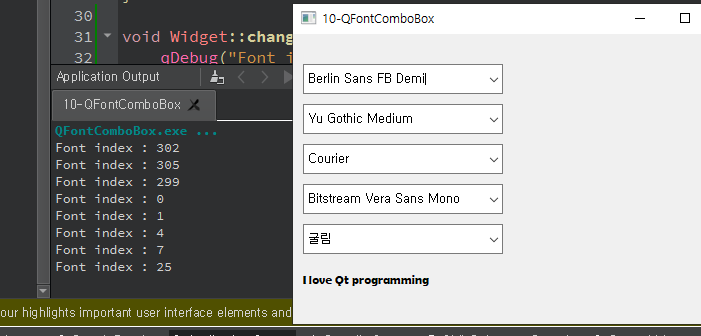 30
31
void Widget::chang
32
qDebug("Font i
Application Output
10-QFontComboBox
QFontComboBox.exe ...
Font index : 302
Font index : 305
Font index : 299
Font index : 0
Font index : 1
Font index : 4
Font index : 7
Font index : 25
our highlights important user interface elements and
10-QFontComboBox
Berlin Sans FB Demi
Yu Gothic Medium
Courier
Bitstream Vera Sans Mono
굴림
I love Qt programming